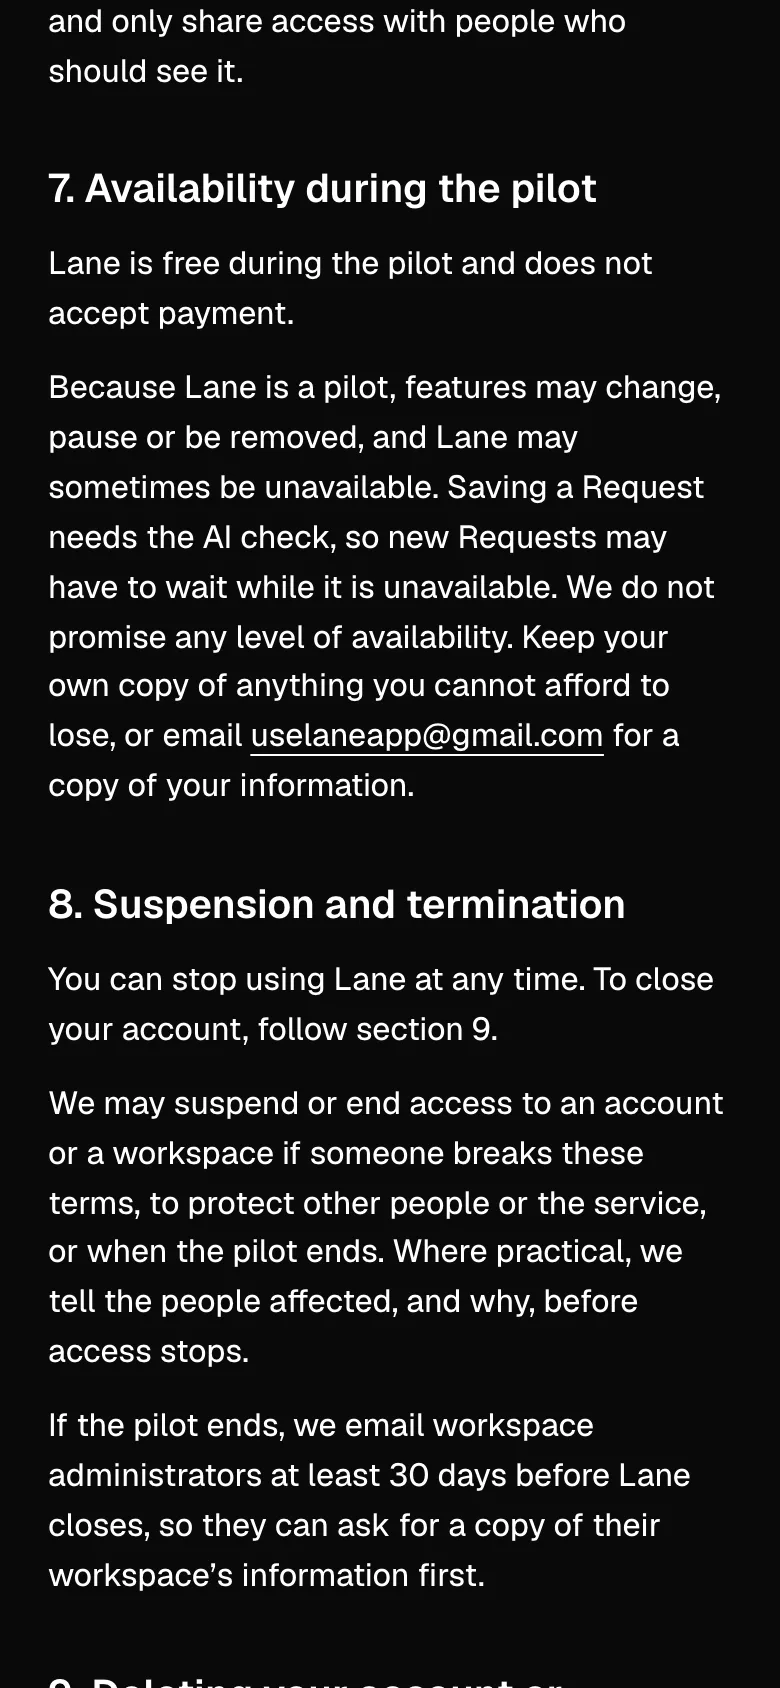 and only share access with people who
should see it.
7. Availability during the pilot
Lane is free during the pilot and does not
accept payment.
Because Lane is a pilot, features may change,
pause or be removed, and Lane may
sometimes be unavailable. Saving a Request
needs the AI check, so new Requests may
have to wait while it is unavailable. We do not
promise any level of availability. Keep your
own copy of anything you cannot afford to
lose, or email uselaneapp@gmail.com for a
copy of your information.
8. Suspension and termination
You can stop using Lane at any time. To close
your account, follow section 9.
We may suspend or end access to an account
or a workspace if someone breaks these
terms, to protect other people or the service,
or when the pilot ends. Where practical, we
tell the people affected, and why, before
access stops.
If the pilot ends, we email workspace
administrators at least 30 days before Lane
closes, so they can ask for a copy of their
workspace’s information first.
9. Deleting your account or